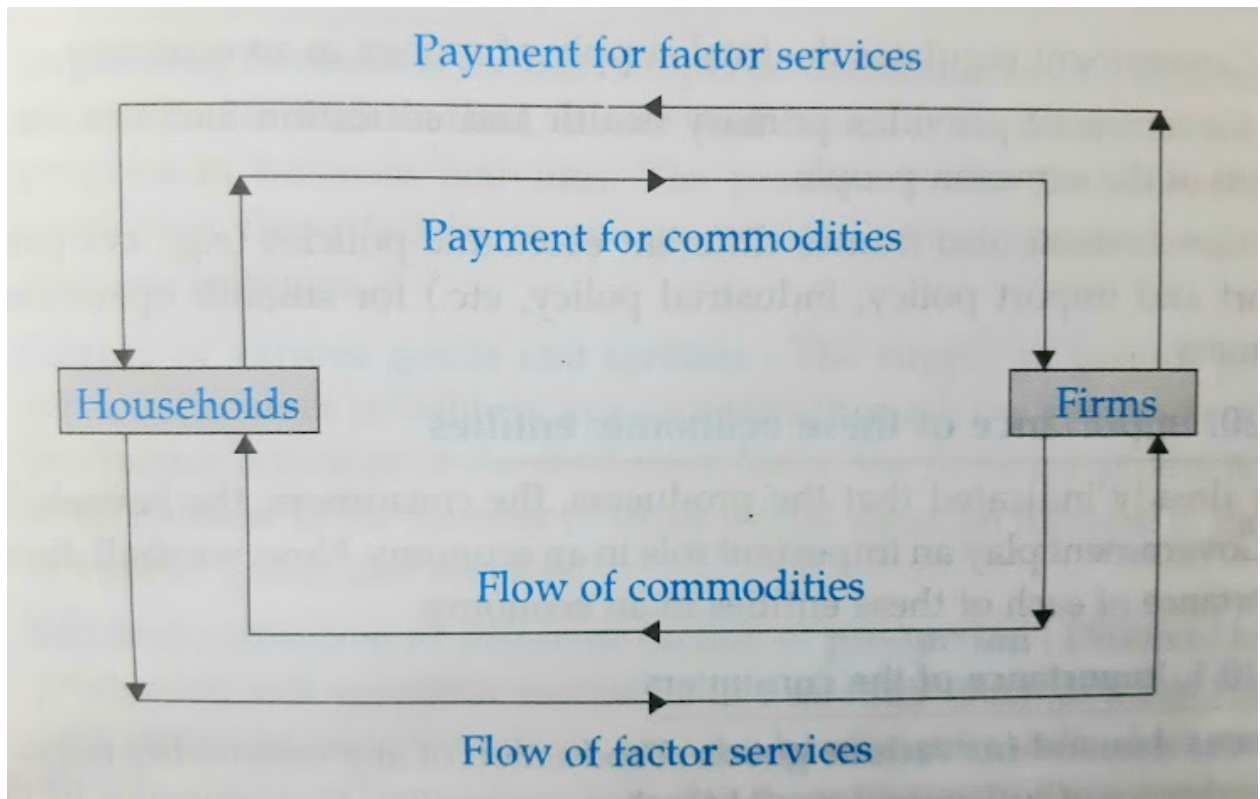 Payment for factor services
Payment for commodities
Households
Firms
Flow of commodities
Flow of factor services